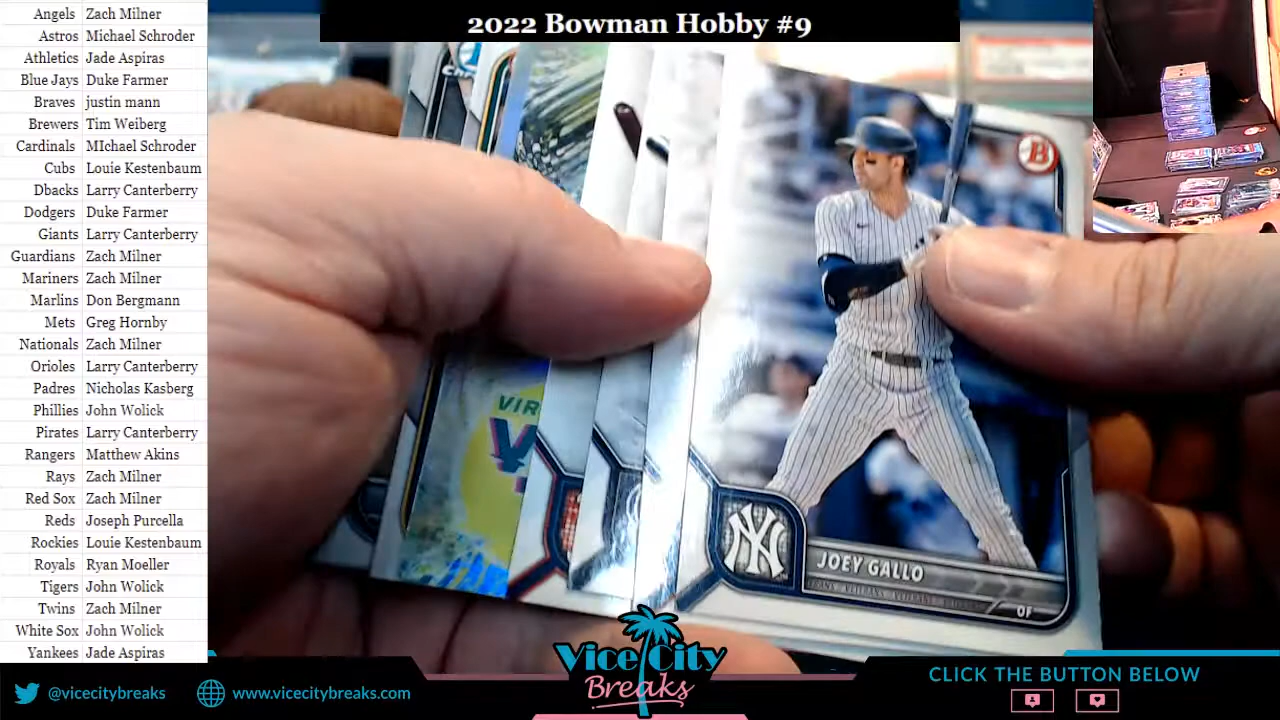 2022 Bowman Hobby #9
Angels Zach Milner
Astros Michael Schroder
Athletics Jade Aspiras
Blue Jays Duke Farmer
Braves justin mann
Brewers Tim Weiberg
Cardinals MIchael Schroder
Cubs Louie Kestenbaum
Dbacks Larry Canterberry
Dodgers Duke Farmer
Giants Larry Canterberry
Guardians Zach Milner
Mariners Zach Milner
Marlins Don Bergmann
Mets Greg Hornby
Nationals Zach Milner
Orioles Larry Canterberry
Padres Nicholas Kasberg
Phillies John Wolick
Pirates Larry Canterberry
Rangers Matthew Akins
Rays Zach Milner
Red Sox Zach Milner
Reds Joseph Purcella
Rockies Louie Kestenbaum
Royals Ryan Moeller
Tigers John Wolick
Twins Zach Milner
White Sox John Wolick
Yankees Jade Aspiras
B
VIR
NY
JOEY GALLO
OF
Vice City
Breaks
@vicecitybreaks
www.vicecitybreaks.com
CLICK THE BUTTON BELOW